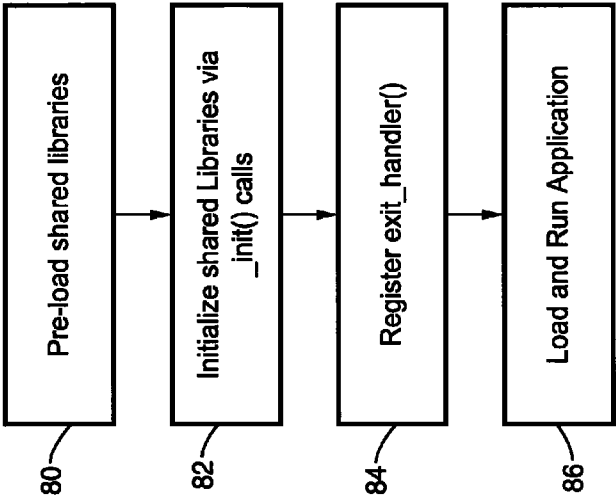 80
Pre-load shared libraries
82
Initialize shared Libraries via
_init() calls
84
Register exit_handler()
86
Load and Run Application